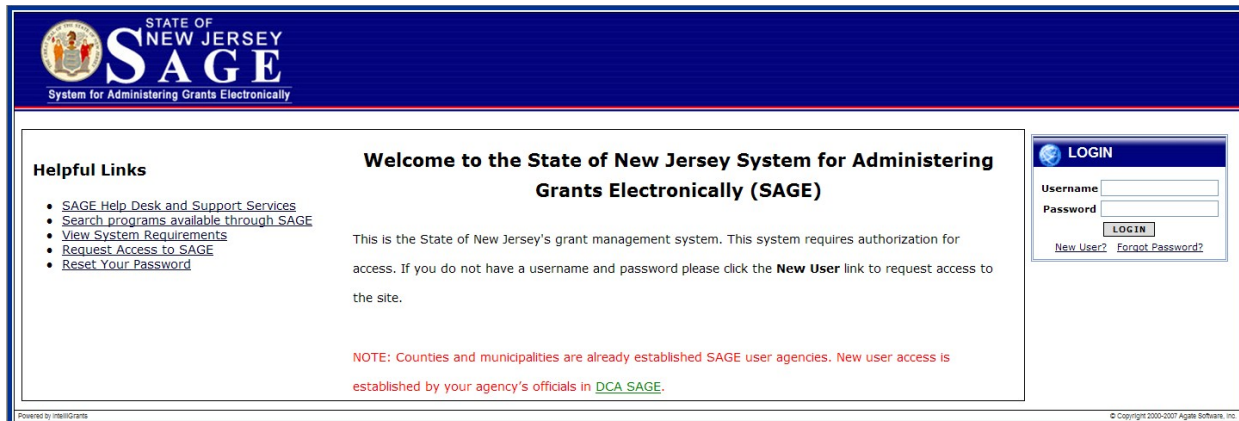 STATE OF
NEW JERSEY
SAGE
System for Administering Grants Electronically
Helpful Links
• SAGE Help Desk and Support Services
• Search programs available through SAGE
• View System Requirements
• Request Access to SAGE
• Reset Your Password
Welcome to the State of New Jersey System for Administering
Grants Electronically (SAGE)
This is the State of New Jersey's grant management system. This system requires authorization for
access. If you do not have a username and password please click the New User link to request access to
the site.
NOTE: Counties and municipalities are already established SAGE user agencies. New user access is
established by your agency’s officials in DCA SAGE.
LOGIN
Username
Password
LOGIN
New User? Forgot Password?
Powered by IntelliGrants
© Copyright 2000-2007 Agate Software, Inc.